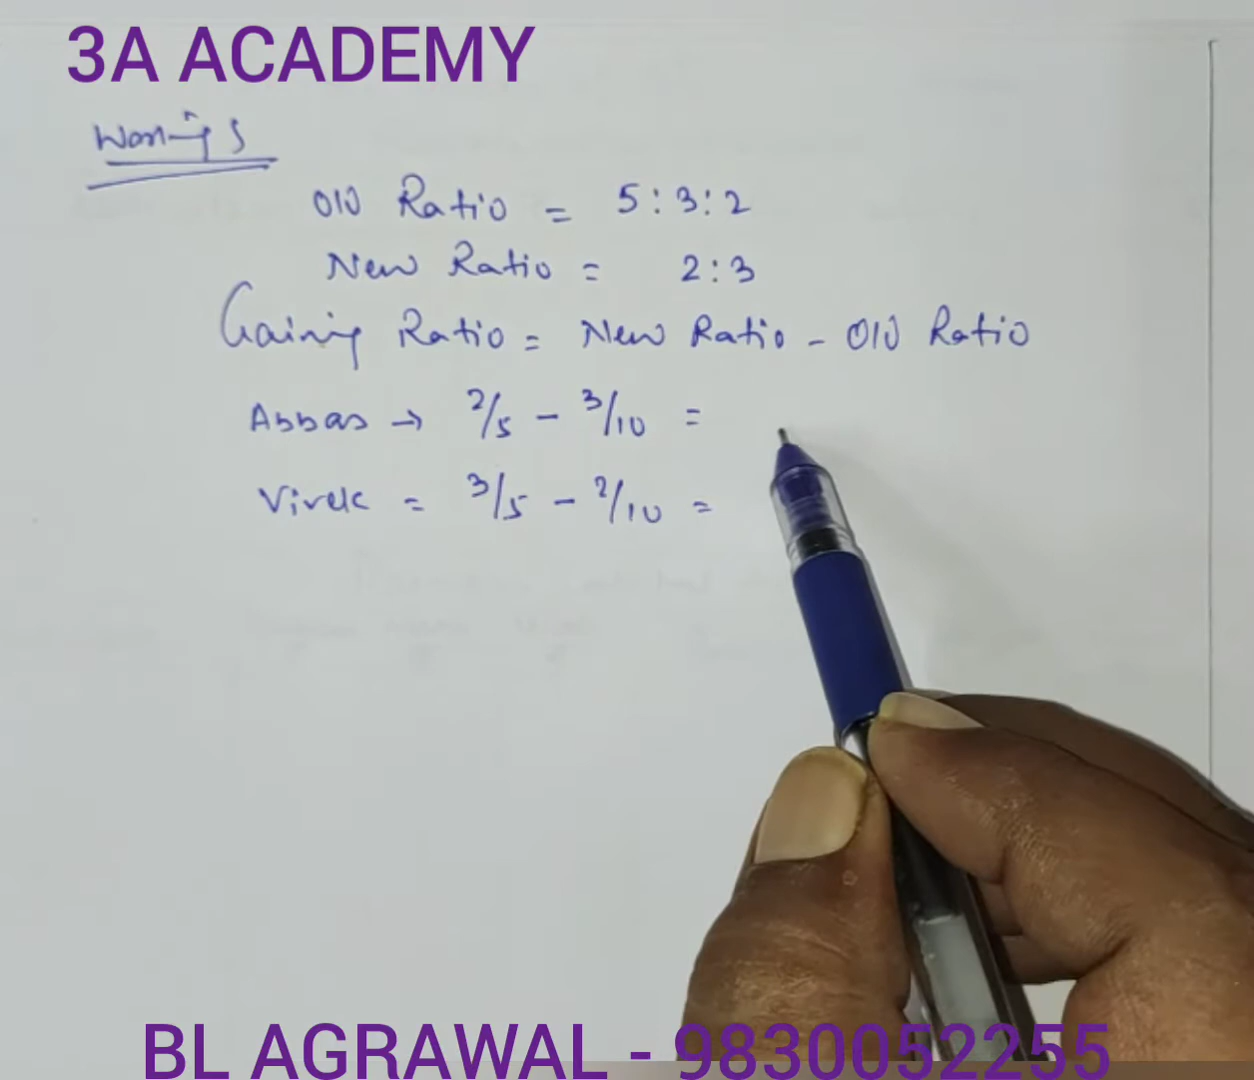 3A ACADEMY
Workings
Old Ratio = 5:3:2
New Ratio = 2:3
Gaining Ratio = New Ratio - Old Ratio
Abbas → 2/5 - 3/10 =
Vivek = 3/5 - 2/10 =
BL AGRAWAL - 9830052255